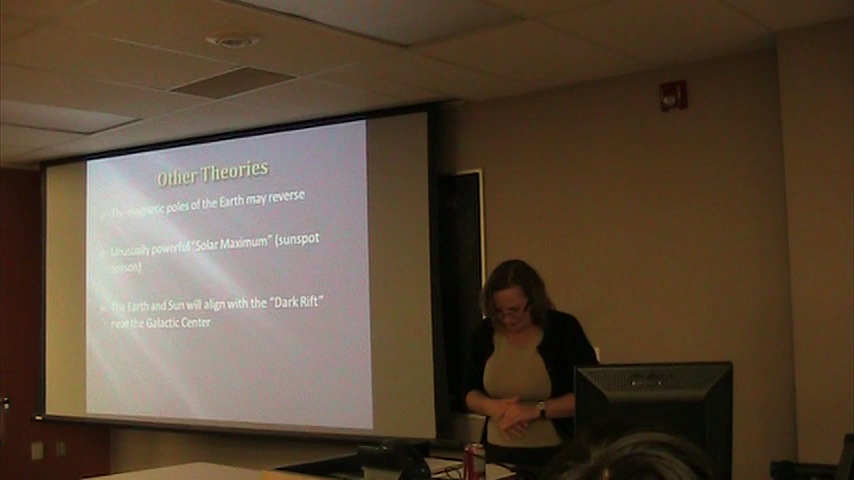 Other Theories
The magnetic poles of the Earth may reverse
Unusually powerful "Solar Maximum" (sunspot
season)
The Earth and Sun will align with the "Dark Rift"
near the Galactic Center